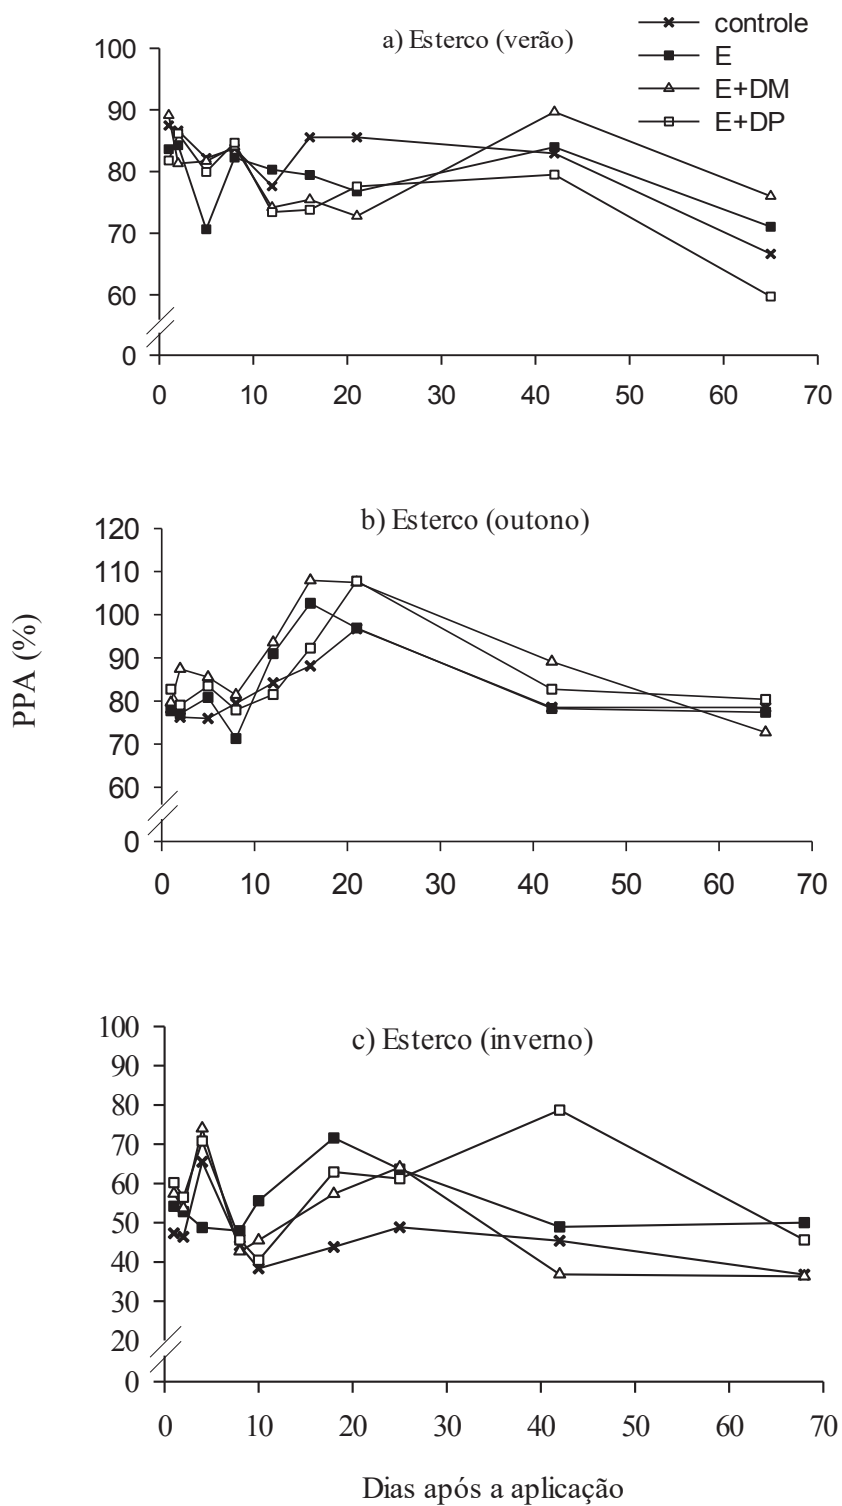 a) Esterco (verão)
controle
E
E+DM
E+DP
100
90
80
70
60
0
0 10 20 30 40 50 60 70
b) Esterco (outono)
120
110
100
90
80
70
60
0
0 10 20 30 40 50 60 70
PPA (%)
c) Esterco (inverno)
100
90
80
70
60
50
40
30
20
0
0 10 20 30 40 50 60 70
Dias após a aplicação